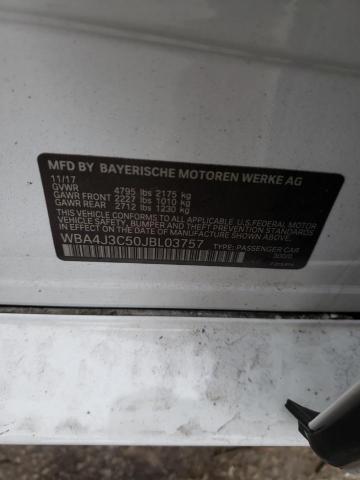 MFD BY BAYERISCHE MOTOREN WERKE AG
11/17
GVWR 4795 lbs 2175 kg
GAWR FRONT 2227 lbs 1010 kg
GAWR REAR 2712 lbs 1230 kg
THIS VEHICLE CONFORMS TO ALL APPLICABLE U.S.FEDERAL MOTOR
VEHICLE SAFETY, BUMPER, AND THEFT PREVENTION STANDARDS
IN EFFECT ON THE DATE OF MANUFACTURE SHOWN ABOVE.
WBA4J3C50JBL03757 TYPE: PASSENGER CAR
300/0